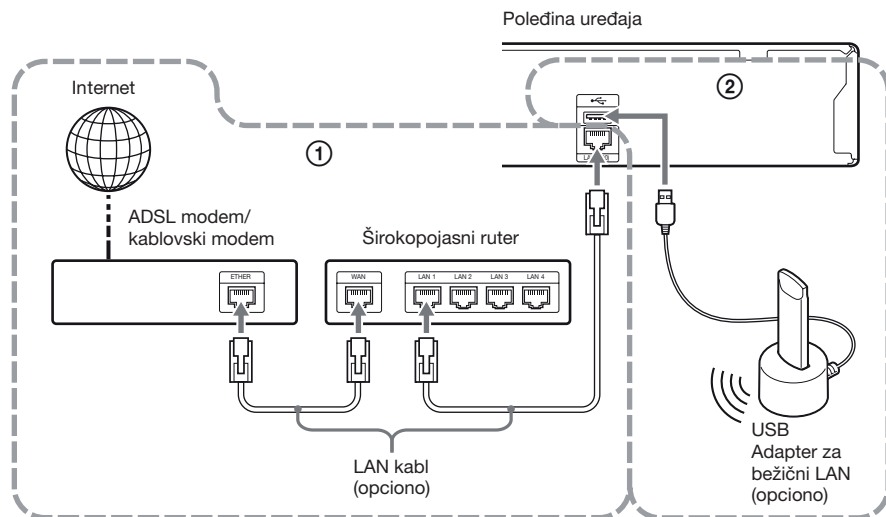 Poleđina uređaja
Internet
②
①
ADSL modem/
kablovski modem
Širokopojasni ruter
ETHER
WAN
LAN 1
LAN 2
LAN 3
LAN 4
USB
Adapter za
bežični LAN
(opciono)
LAN kabl
(opciono)